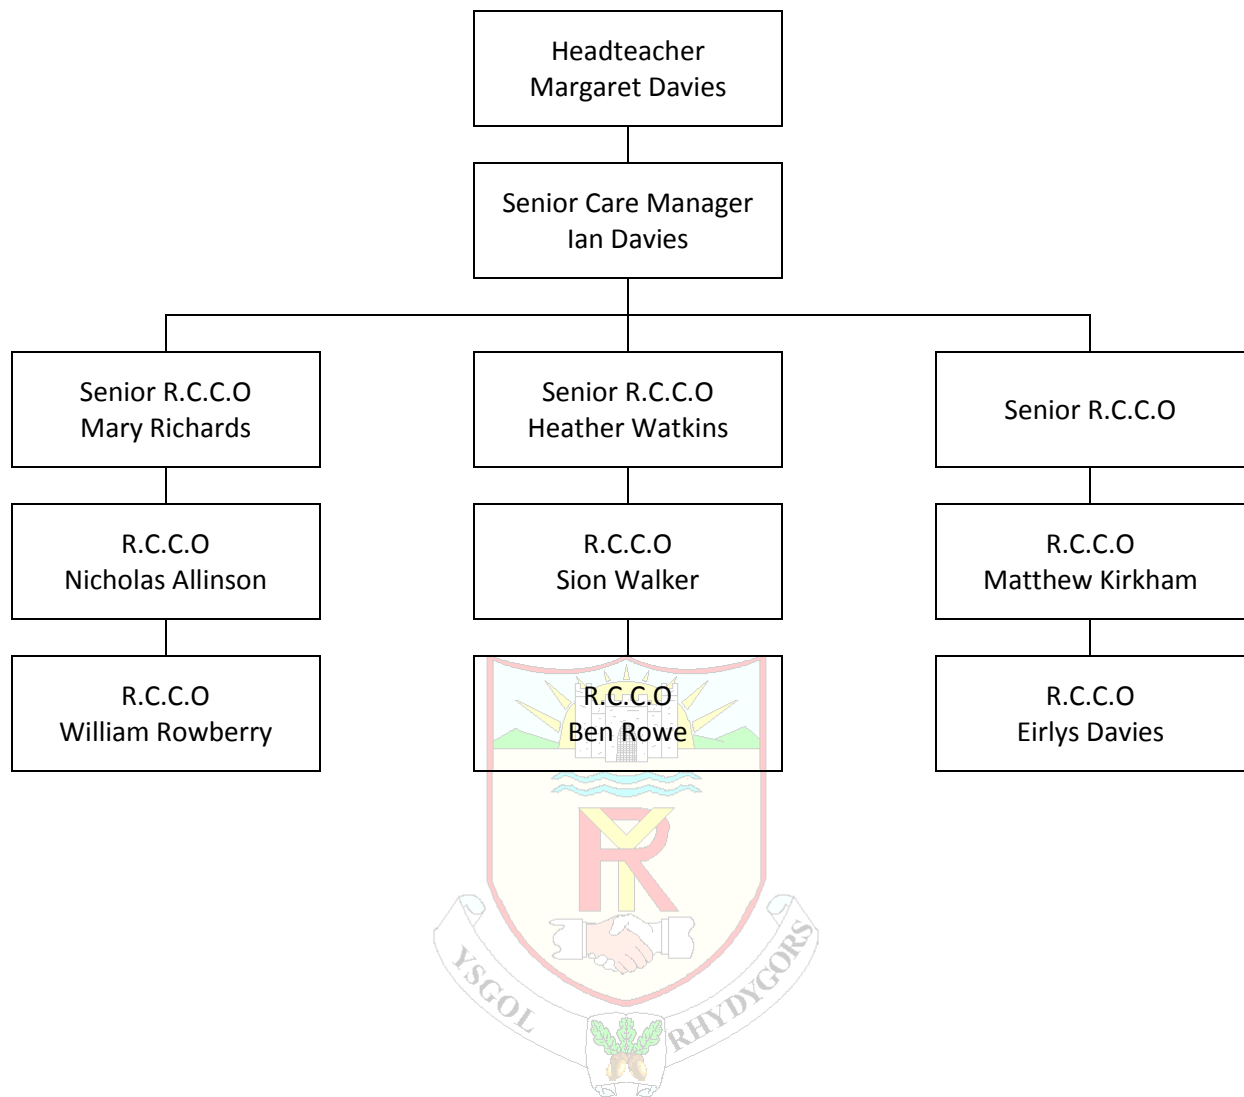 Headteacher
Margaret Davies
Senior Care Manager
Ian Davies
Senior R.C.C.O
Mary Richards
Senior R.C.C.O
Heather Watkins
Senior R.C.C.O
R.C.C.O
Nicholas Allinson
R.C.C.O
Sion Walker
R.C.C.O
Matthew Kirkham
R.C.C.O
William Rowberry
R.C.C.O
Ben Rowe
R.C.C.O
Eirlys Davies
YR
YSGOL RHYDYGORS